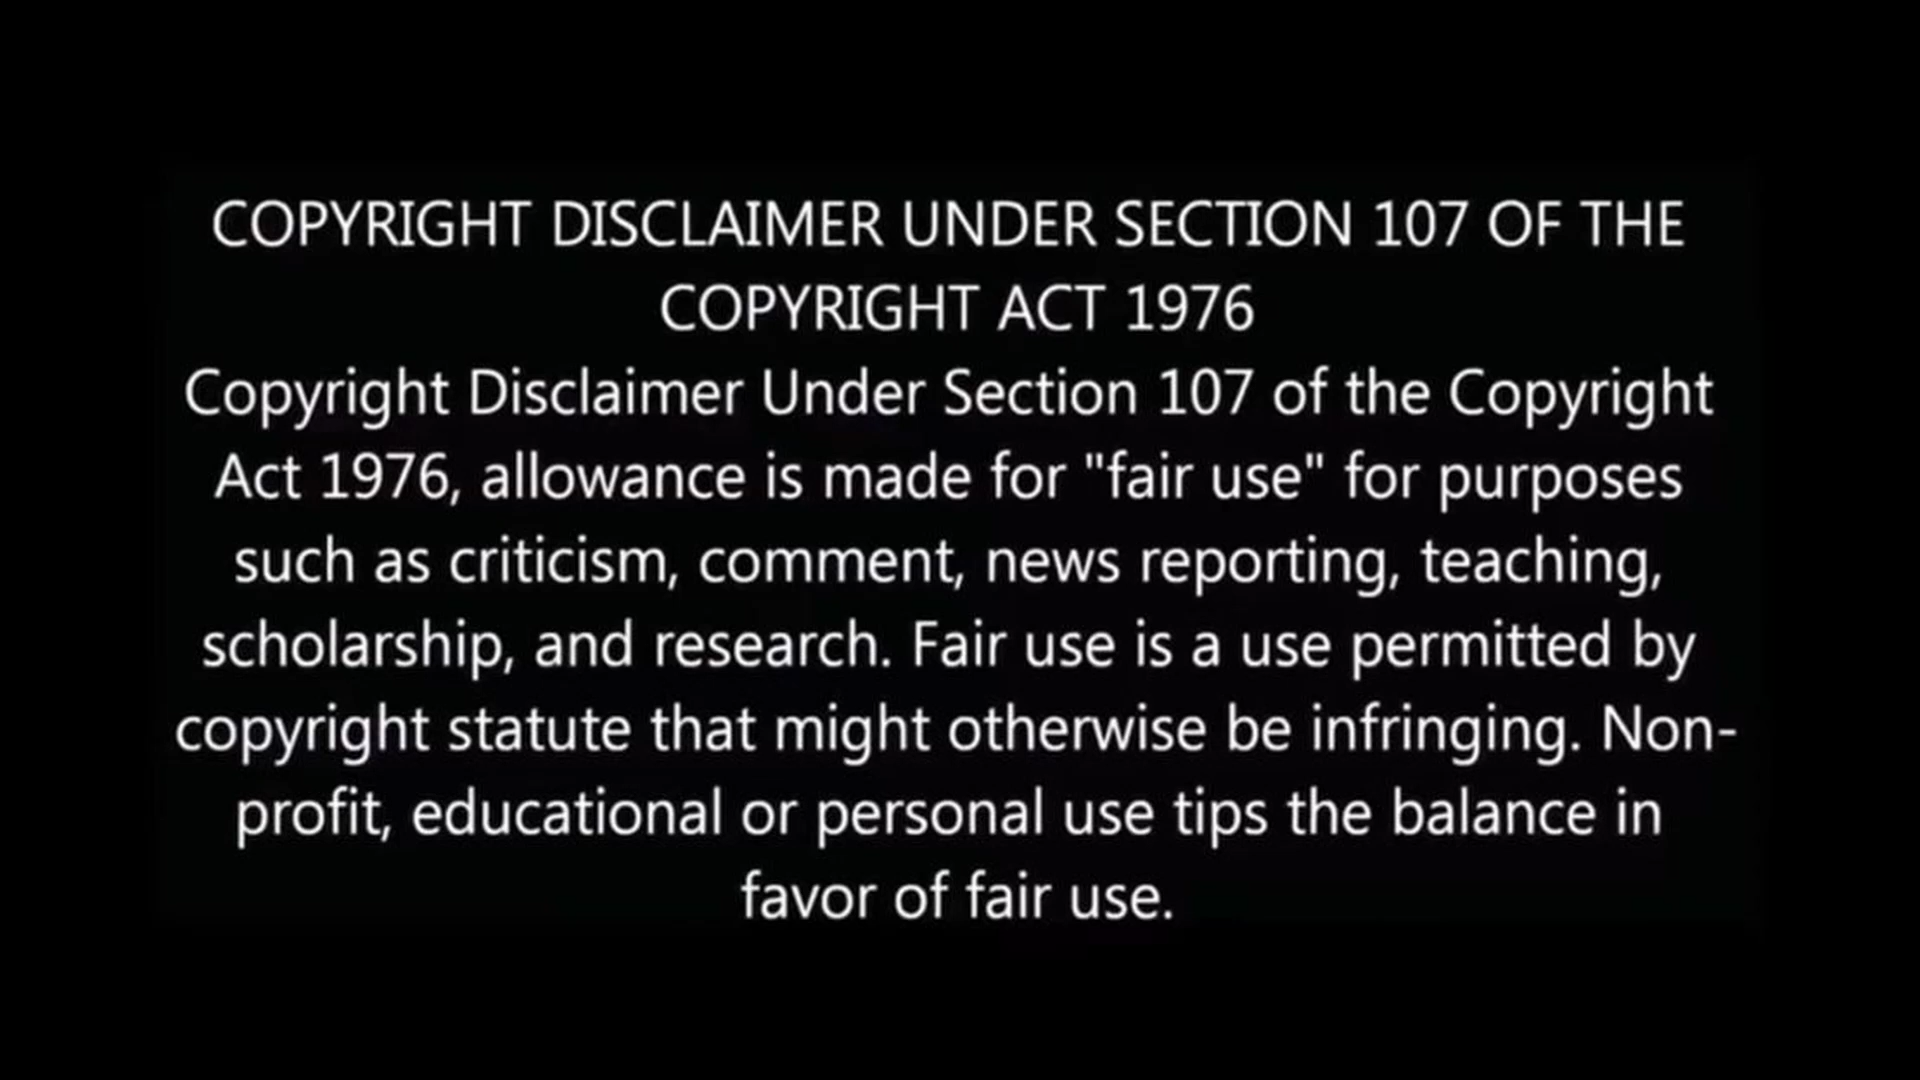 COPYRIGHT DISCLAIMER UNDER SECTION 107 OF THE
COPYRIGHT ACT 1976
Copyright Disclaimer Under Section 107 of the Copyright
Act 1976, allowance is made for "fair use" for purposes
such as criticism, comment, news reporting, teaching,
scholarship, and research. Fair use is a use permitted by
copyright statute that might otherwise be infringing. Non-
profit, educational or personal use tips the balance in
favor of fair use.